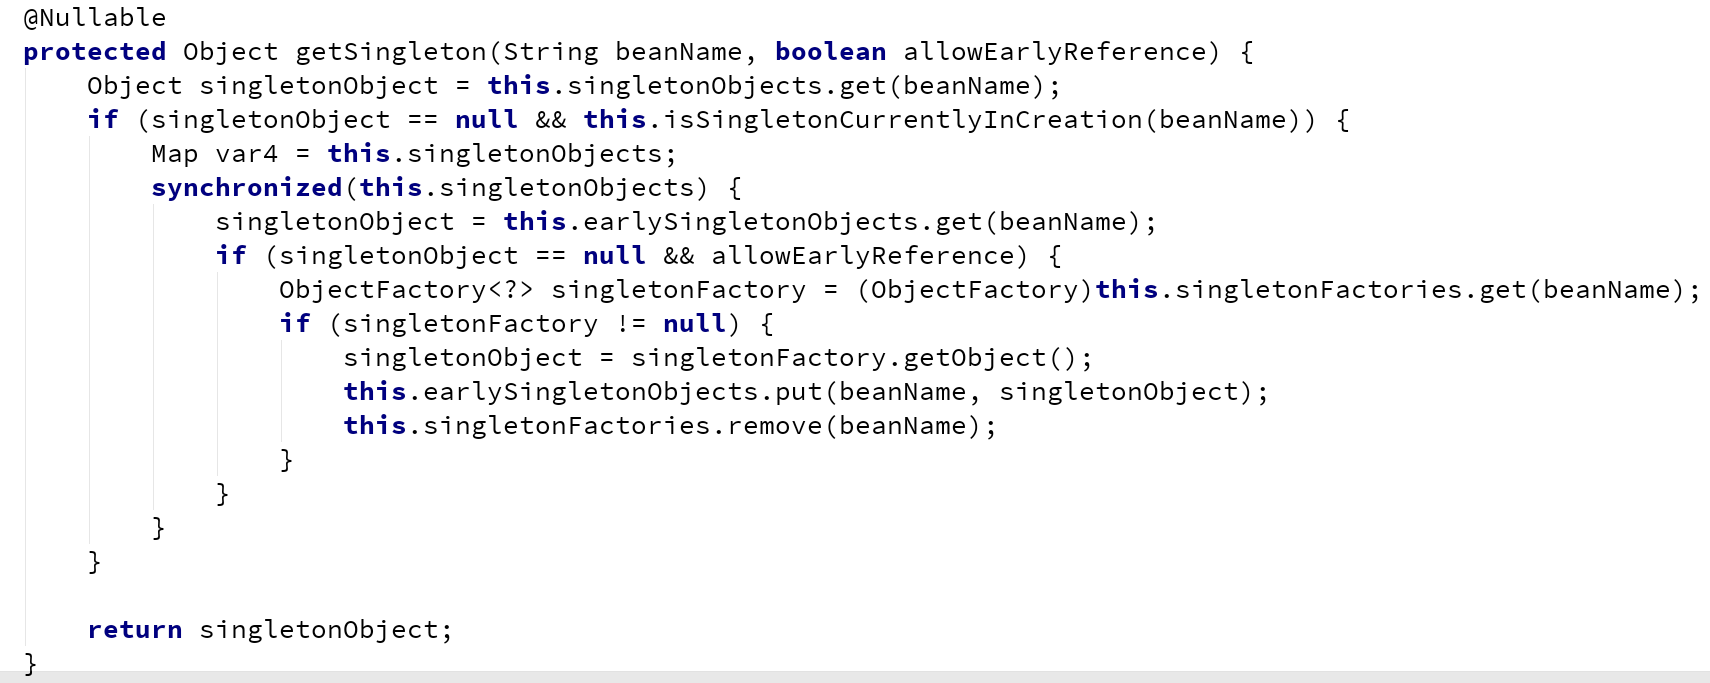 @Nullable
protected Object getSingleton(String beanName, boolean allowEarlyReference) {
    Object singletonObject = this.singletonObjects.get(beanName);
    if (singletonObject == null && this.isSingletonCurrentlyInCreation(beanName)) {
        Map var4 = this.singletonObjects;
        synchronized(this.singletonObjects) {
            singletonObject = this.earlySingletonObjects.get(beanName);
            if (singletonObject == null && allowEarlyReference) {
                ObjectFactory<?> singletonFactory = (ObjectFactory)this.singletonFactories.get(beanName);
                if (singletonFactory != null) {
                    singletonObject = singletonFactory.getObject();
                    this.earlySingletonObjects.put(beanName, singletonObject);
                    this.singletonFactories.remove(beanName);
                }
            }
        }
    }

    return singletonObject;
}